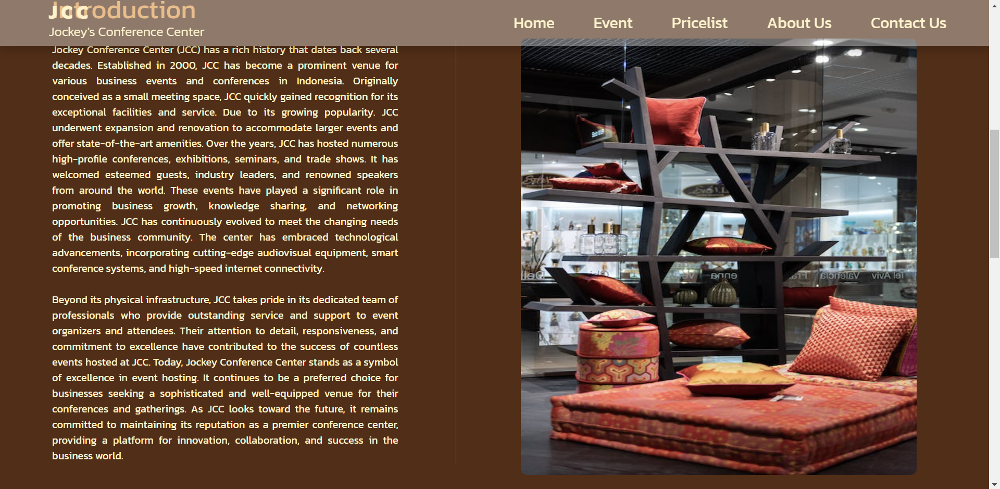 Introduction
Jcc
Jockey's Conference Center
Home Event Pricelist About Us Contact Us
Jockey Conference Center (JCC) has a rich history that dates back several
decades. Established in 2000, JCC has become a prominent venue for
various business events and conferences in Indonesia. Originally
conceived as a small meeting space, JCC quickly gained recognition for its
exceptional facilities and service. Due to its growing popularity. JCC
underwent expansion and renovation to accommodate larger events and
offer state-of-the-art amenities. Over the years, JCC has hosted numerous
high-profile conferences, exhibitions, seminars, and trade shows. It has
welcomed esteemed guests, industry leaders, and renowned speakers
from around the world. These events have played a significant role in
promoting business growth, knowledge sharing, and networking
opportunities. JCC has continuously evolved to meet the changing needs
of the business community. The center has embraced technological
advancements, incorporating cutting-edge audiovisual equipment, smart
conference systems, and high-speed internet connectivity.
Beyond its physical infrastructure, JCC takes pride in its dedicated team of
professionals who provide outstanding service and support to event
organizers and attendees. Their attention to detail, responsiveness, and
commitment to excellence have contributed to the success of countless
events hosted at JCC. Today, Jockey Conference Center stands as a symbol
of excellence in event hosting. It continues to be a preferred choice for
businesses seeking a sophisticated and well-equipped venue for their
conferences and gatherings. As JCC looks toward the future, it remains
committed to maintaining its reputation as a premier conference center,
providing a platform for innovation, collaboration, and success in the
business world.
Valencia Tel Aviv